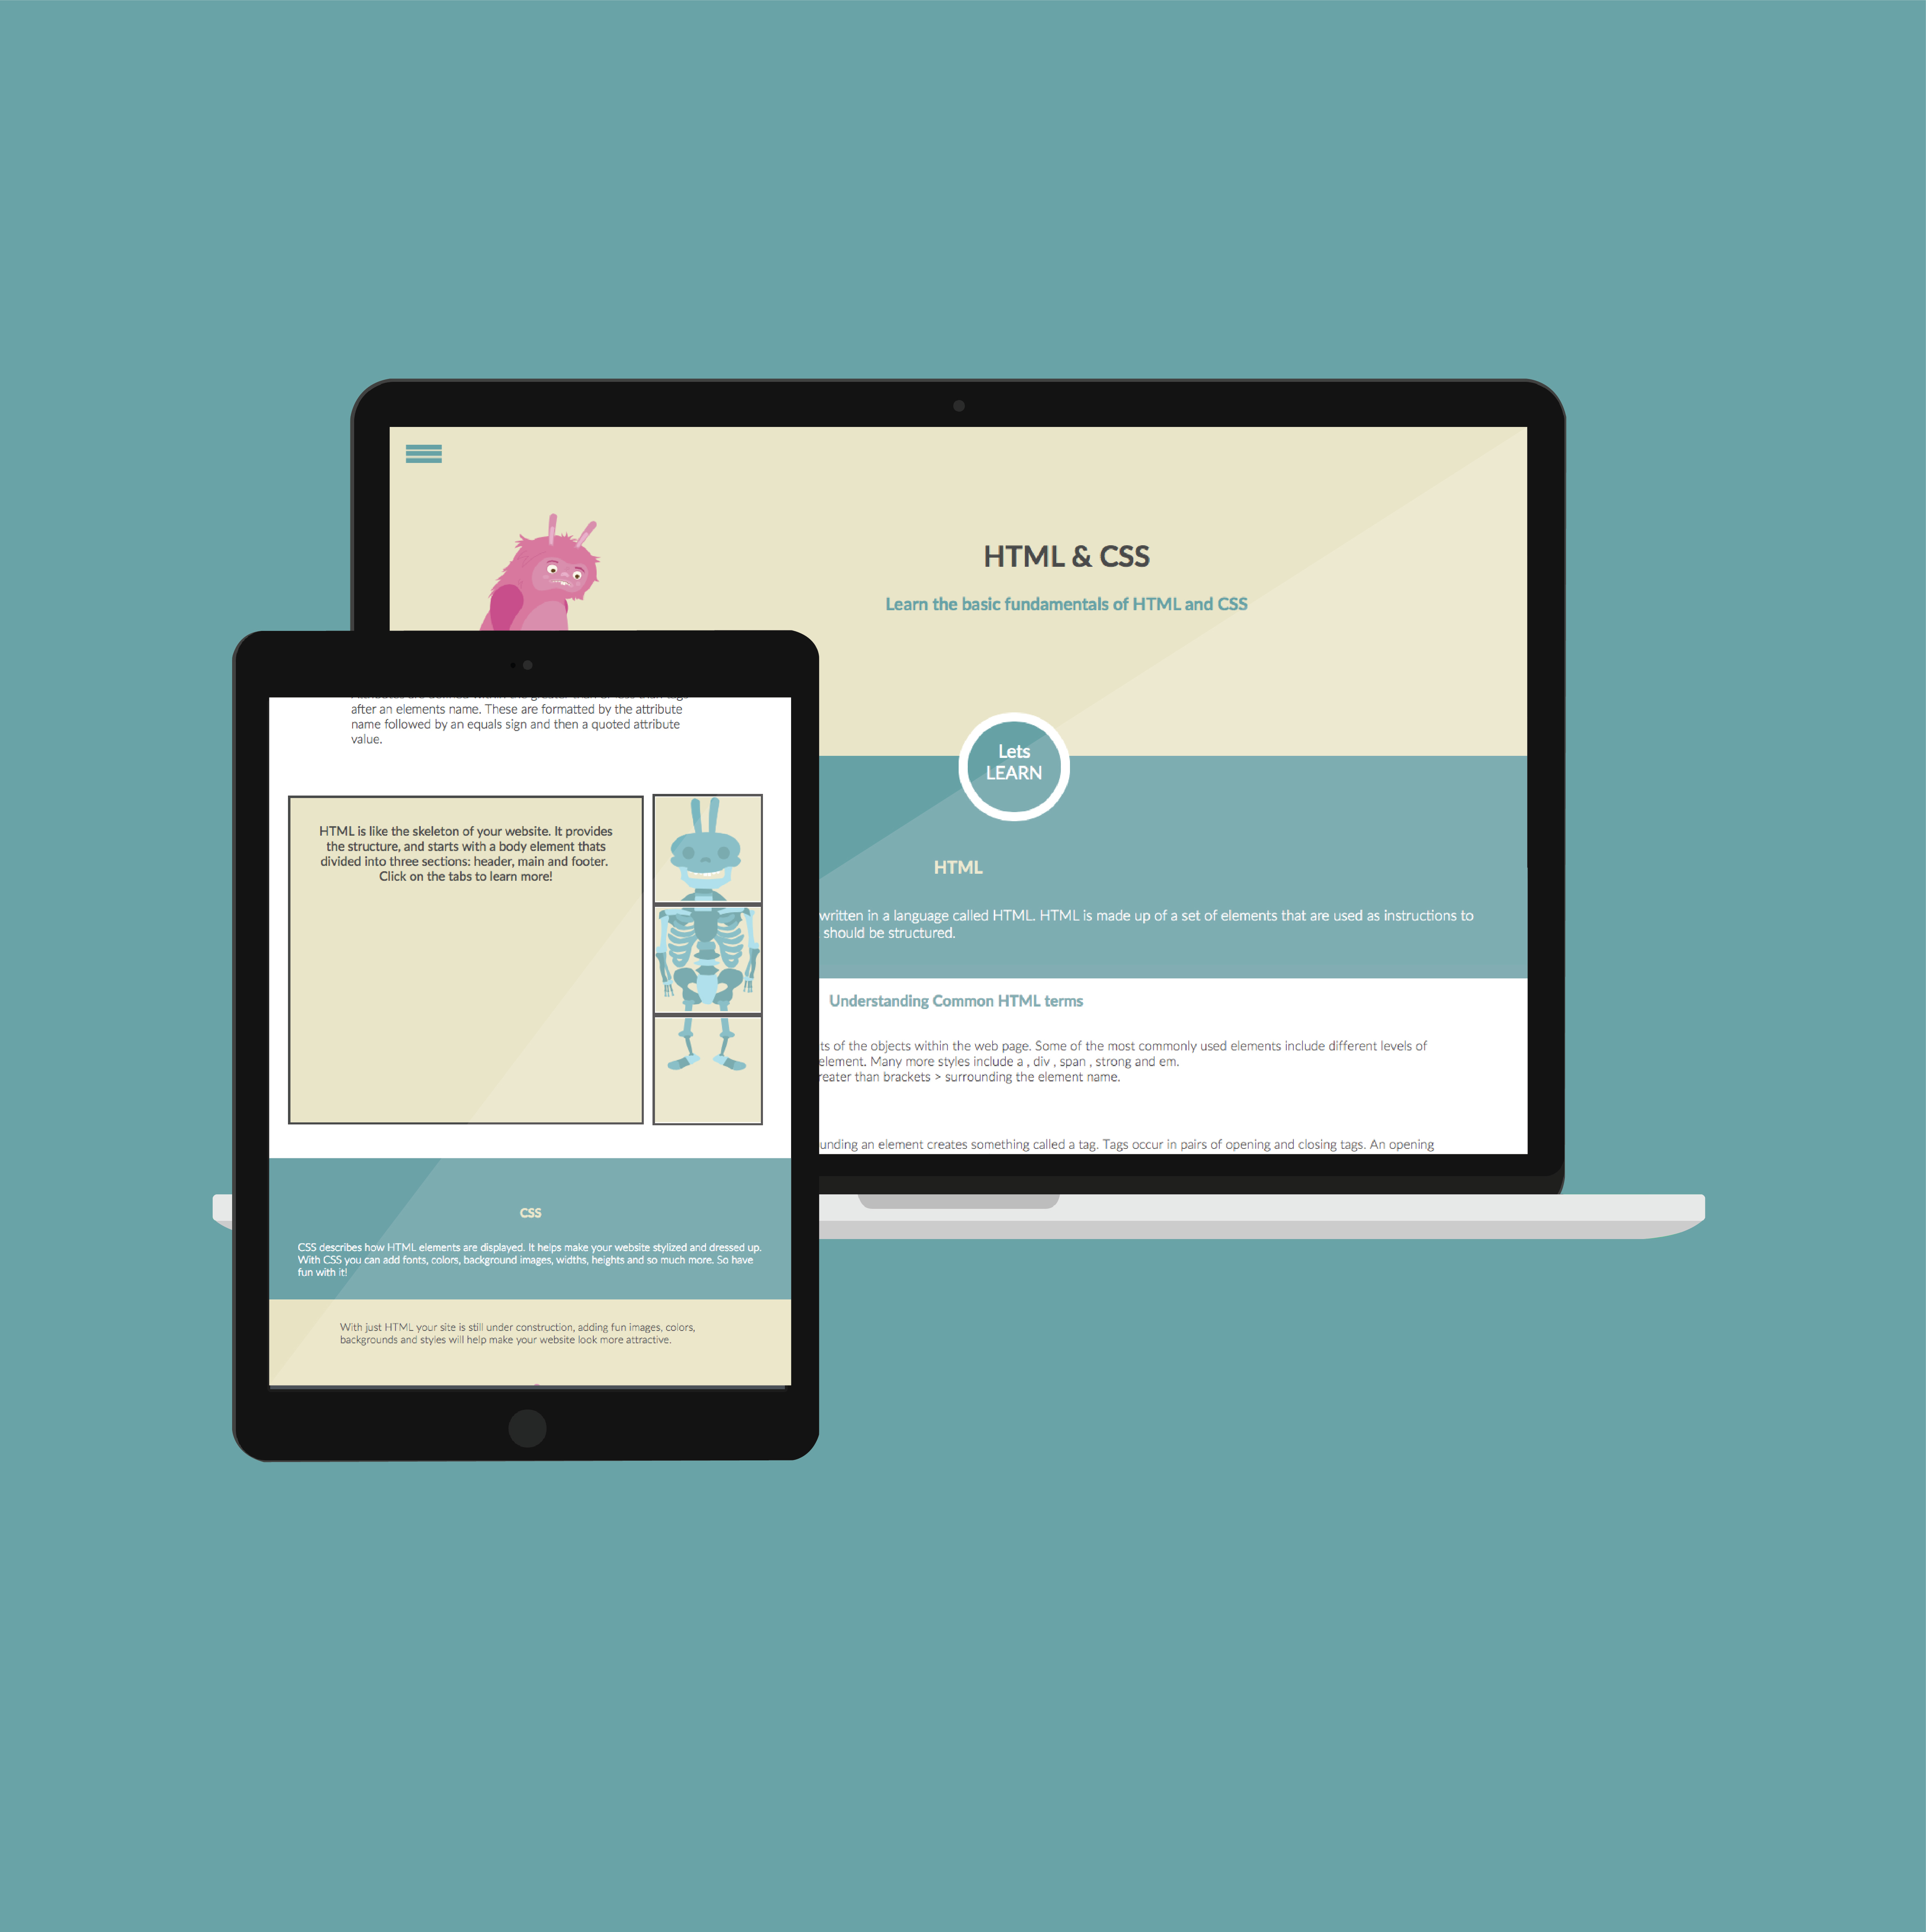 HTML & CSS
Learn the basic fundamentals of HTML and CSS
Lets
LEARN
HTML
written in a language called HTML. HTML is made up of a set of elements that are used as instructions to
should be structured.
Understanding Common HTML terms
of the objects within the web page. Some of the most commonly used elements include different levels of
element. Many more styles include a , div , span , strong and em.
than brackets > surrounding the element name.
an element creates something called a tag. Tags occur in pairs of opening and closing tags. An opening
after an elements name. These are formatted by the attribute
name followed by an equals sign and then a quoted attribute
value.
HTML is like the skeleton of your website. It provides
the structure, and starts with a body element thats
divided into three sections: header, main and footer.
Click on the tabs to learn more!
CSS
CSS describes how HTML elements are displayed. It helps make your website stylized and dressed up.
With CSS you can add fonts, colors, background images, widths, heights and so much more. So have
fun with it!
With just HTML your site is still under construction, adding fun images, colors,
backgrounds and styles will help make your website look more attractive.